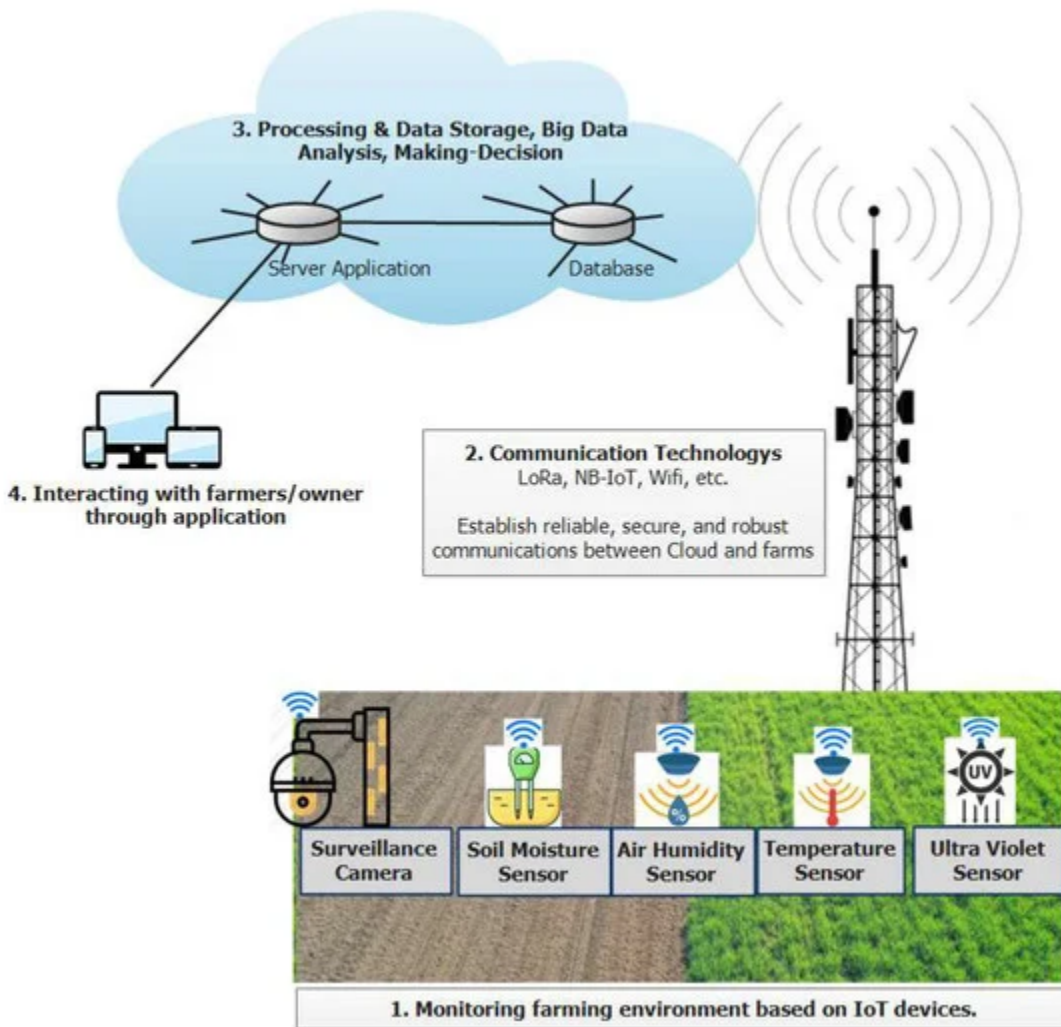 3. Processing & Data Storage, Big Data
Analysis, Making-Decision
Server Application
Database
2. Communication Technologys
LoRa, NB-IoT, Wifi, etc.
Establish reliable, secure, and robust
communications between Cloud and farms
4. Interacting with farmers/owner
through application
UV
%
Surveillance
Camera
Soil Moisture
Sensor
Air Humidity
Sensor
Temperature
Sensor
Ultra Violet
Sensor
1. Monitoring farming environment based on IoT devices.